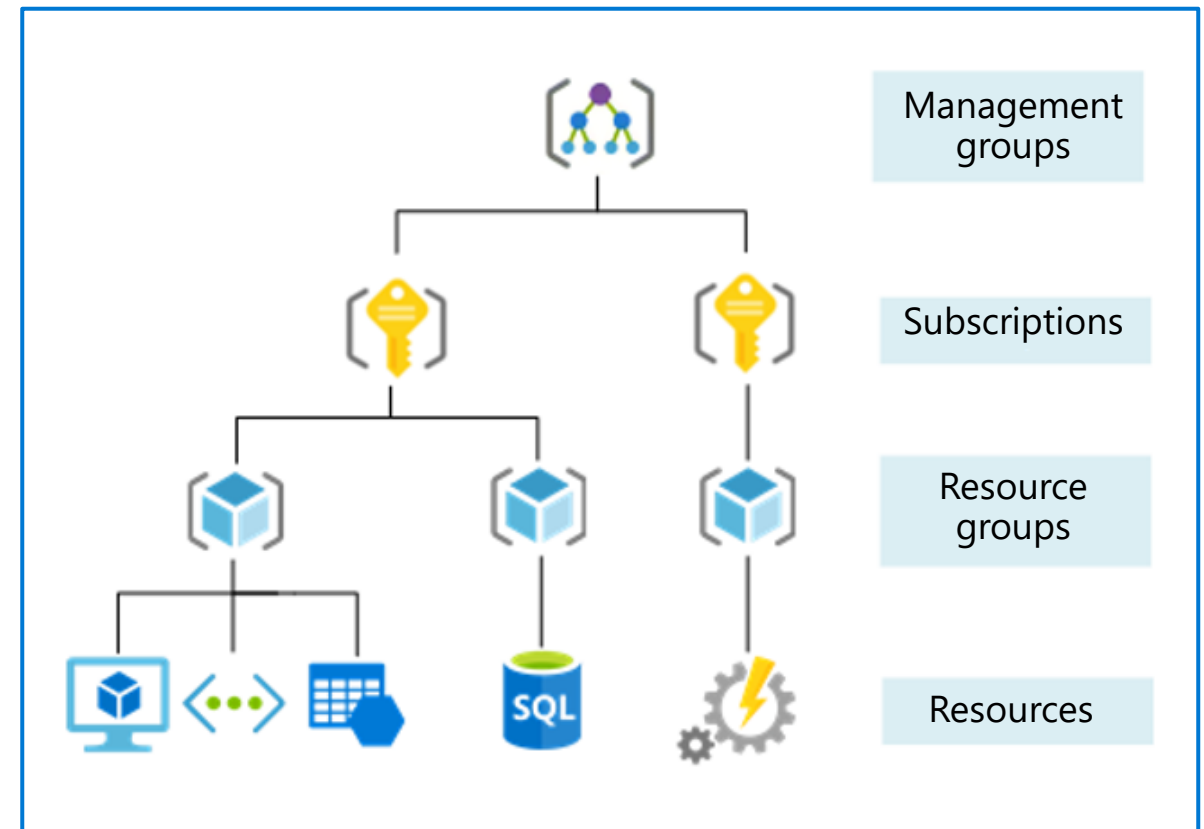 Management
groups
Subscriptions
Resource
groups
SQL
Resources